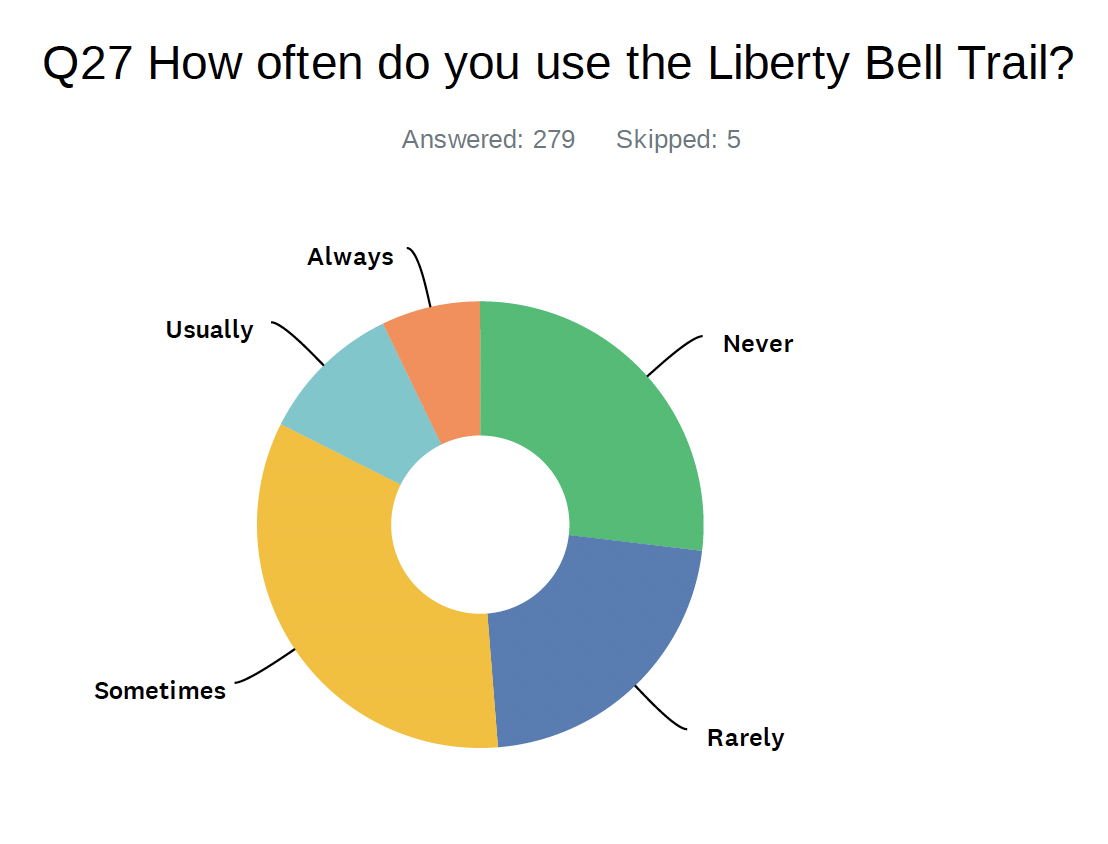 Q27 How often do you use the Liberty Bell Trail?
Answered: 279 Skipped: 5
Always
Usually
Never
Sometimes
Rarely